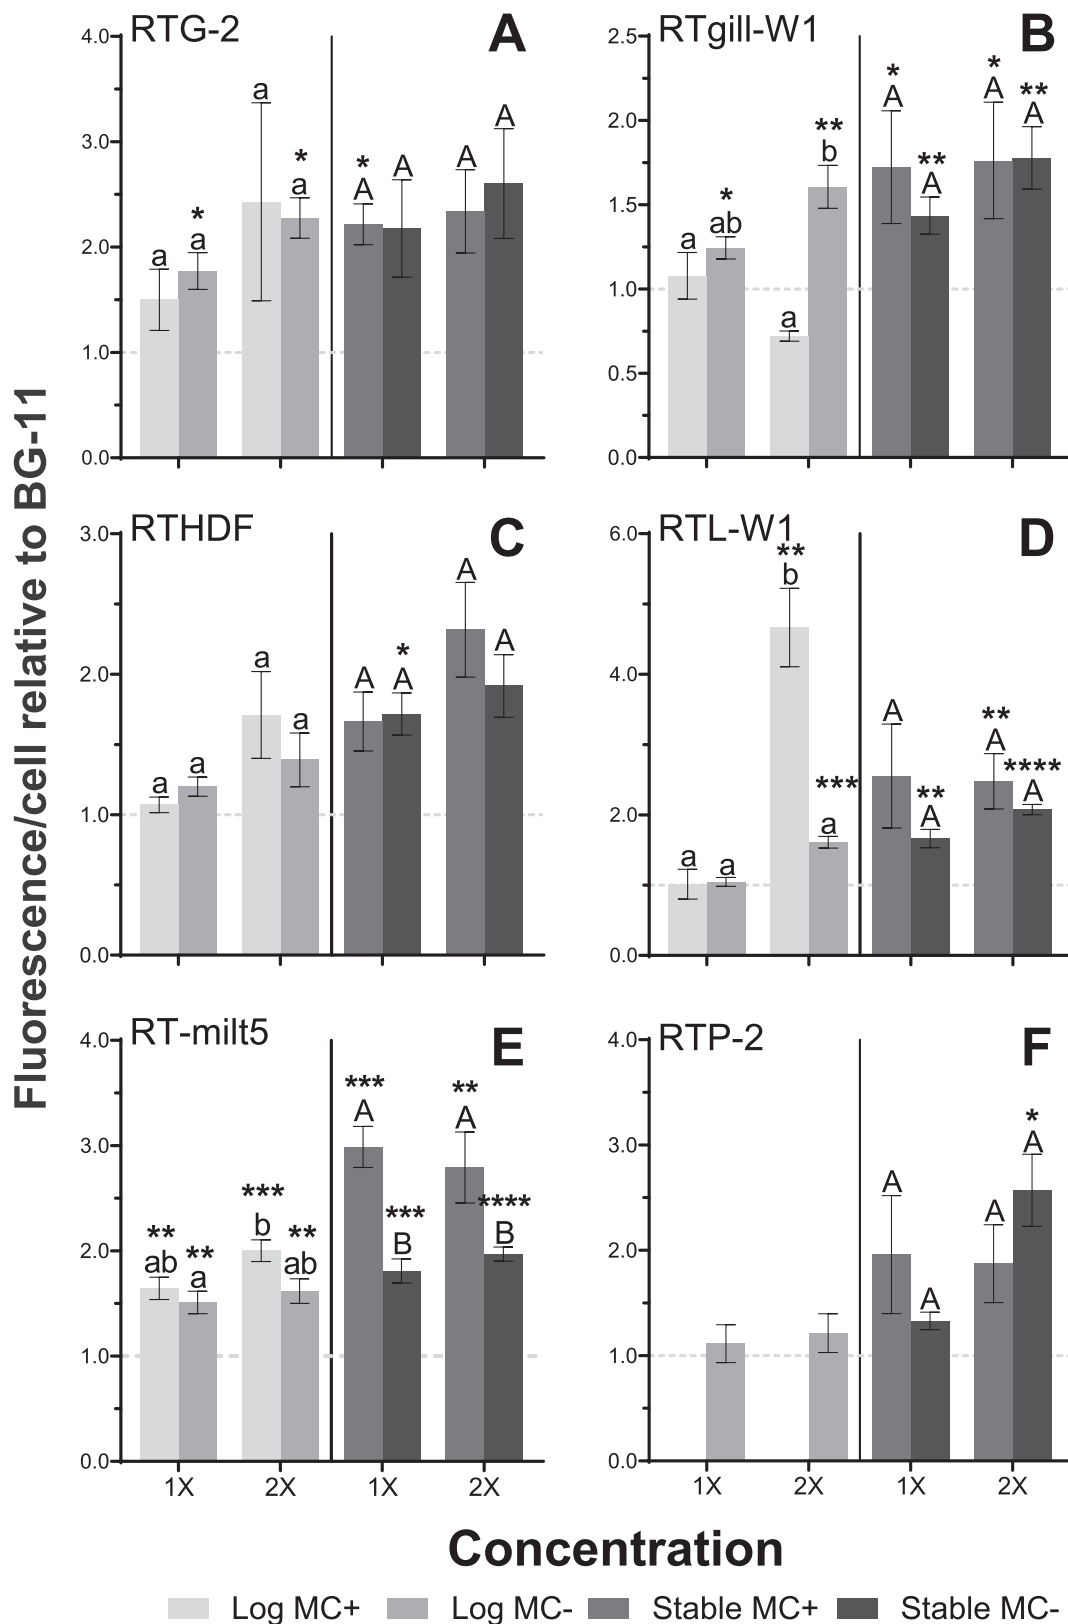 Fluorescence/cell relative to BG-11
RTG-2 A
4.0
3.0
2.0
1.0
0.0
a
* a
a
* a
* A
A
A
A
RTgill-W1 B
2.5
2.0
1.5
1.0
0.5
0.0
a
* ab
a
** b
* A
** A
* A
** A
RTHDF C
3.0
2.0
1.0
0.0
a
a
a
a
A
* A
A
A
RTL-W1 D
6.0
4.0
2.0
0.0
a
a
** b
*** a
A
** A
** A
**** A
RT-milt5 E
4.0
3.0
2.0
1.0
0.0
** ab
** a
*** b
** ab
*** A
*** B
** A
**** B
1X 2X 1X 2X
RTP-2 F
4.0
3.0
2.0
1.0
0.0
A
A
A
* A
1X 2X 1X 2X
Concentration
Log MC+ Log MC- Stable MC+ Stable MC-